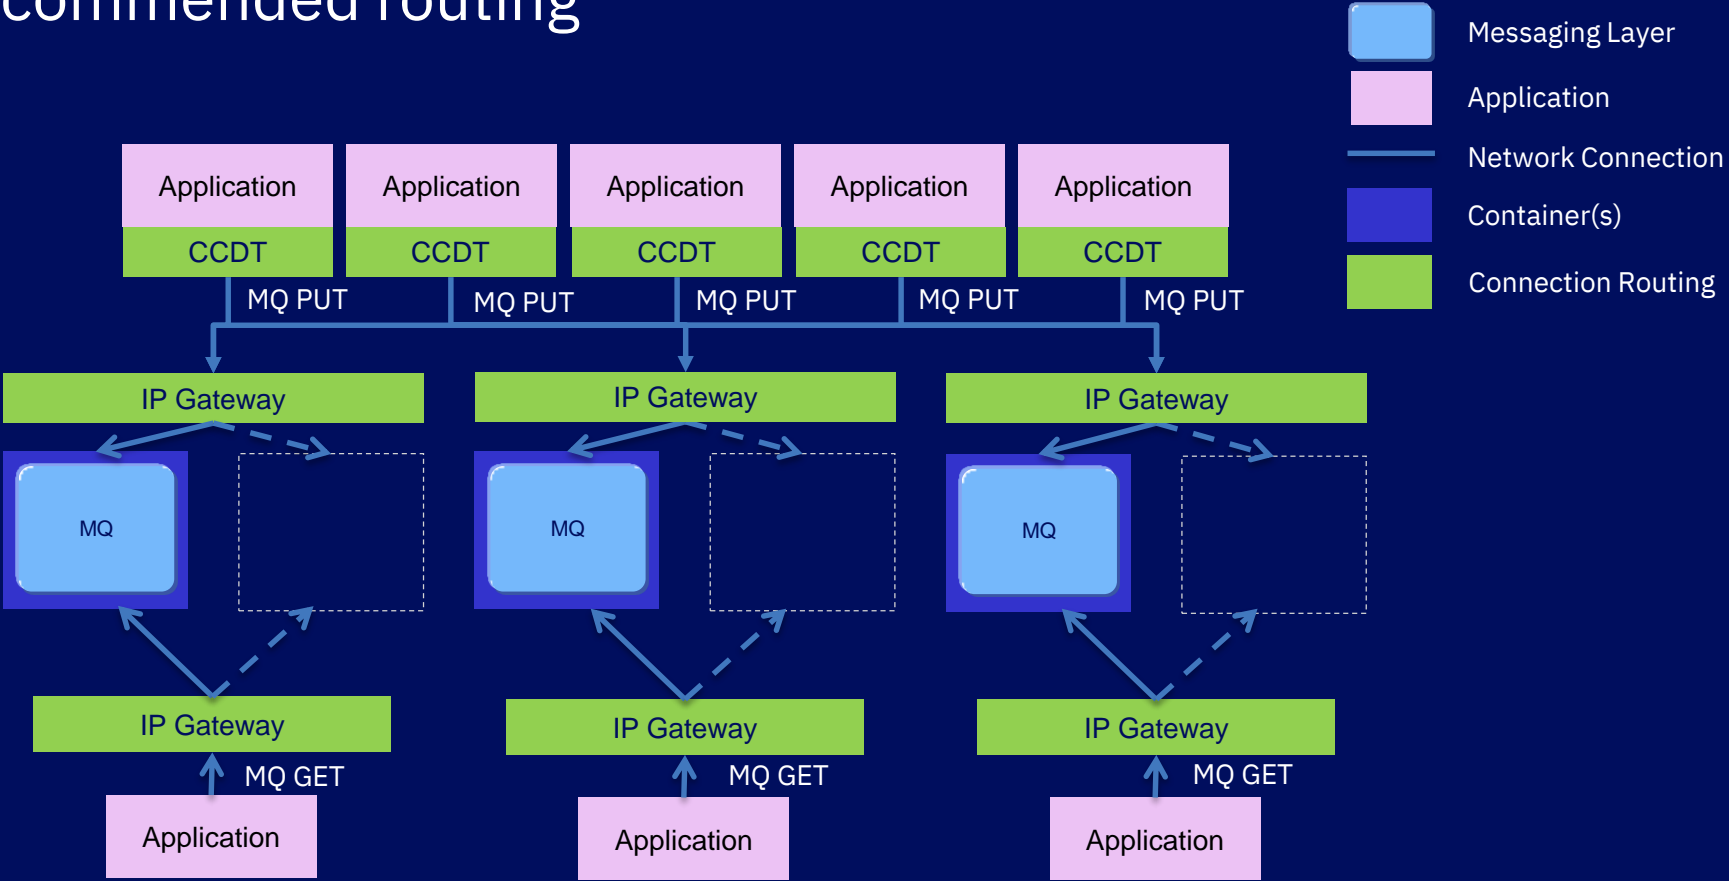 commended routing
Messaging Layer
Application
Network Connection
Container(s)
Connection Routing
Application Application Application Application Application
CCDT CCDT CCDT CCDT CCDT
MQ PUT MQ PUT MQ PUT MQ PUT MQ PUT
IP Gateway IP Gateway IP Gateway
MQ MQ MQ
IP Gateway IP Gateway IP Gateway
MQ GET MQ GET MQ GET
Application Application Application